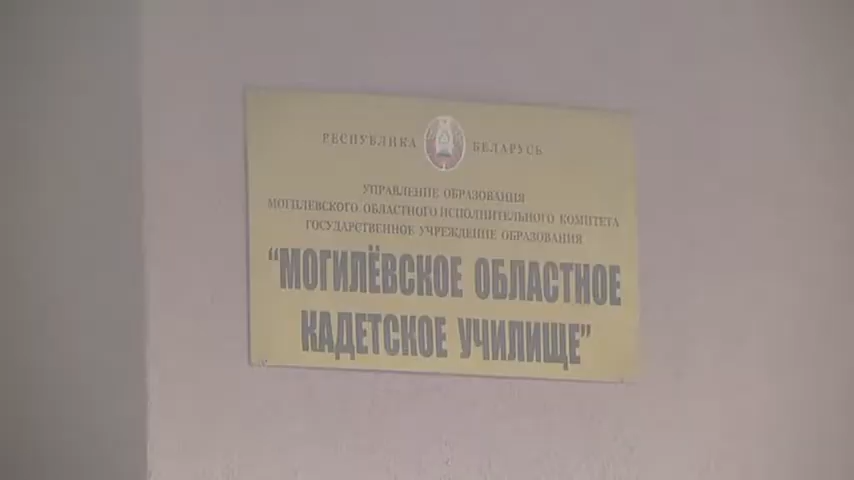 РЕСПУБЛИКА БЕЛАРУСЬ
УПРАВЛЕНИЕ ОБРАЗОВАНИЯ
МОГИЛЕВСКОГО ОБЛАСТНОГО ИСПОЛНИТЕЛЬНОГО КОМИТЕТА
ГОСУДАРСТВЕННОЕ УЧРЕЖДЕНИЕ ОБРАЗОВАНИЯ
“МОГИЛЁВСКОЕ ОБЛАСТНОЕ
КАДЕТСКОЕ УЧИЛИЩЕ”